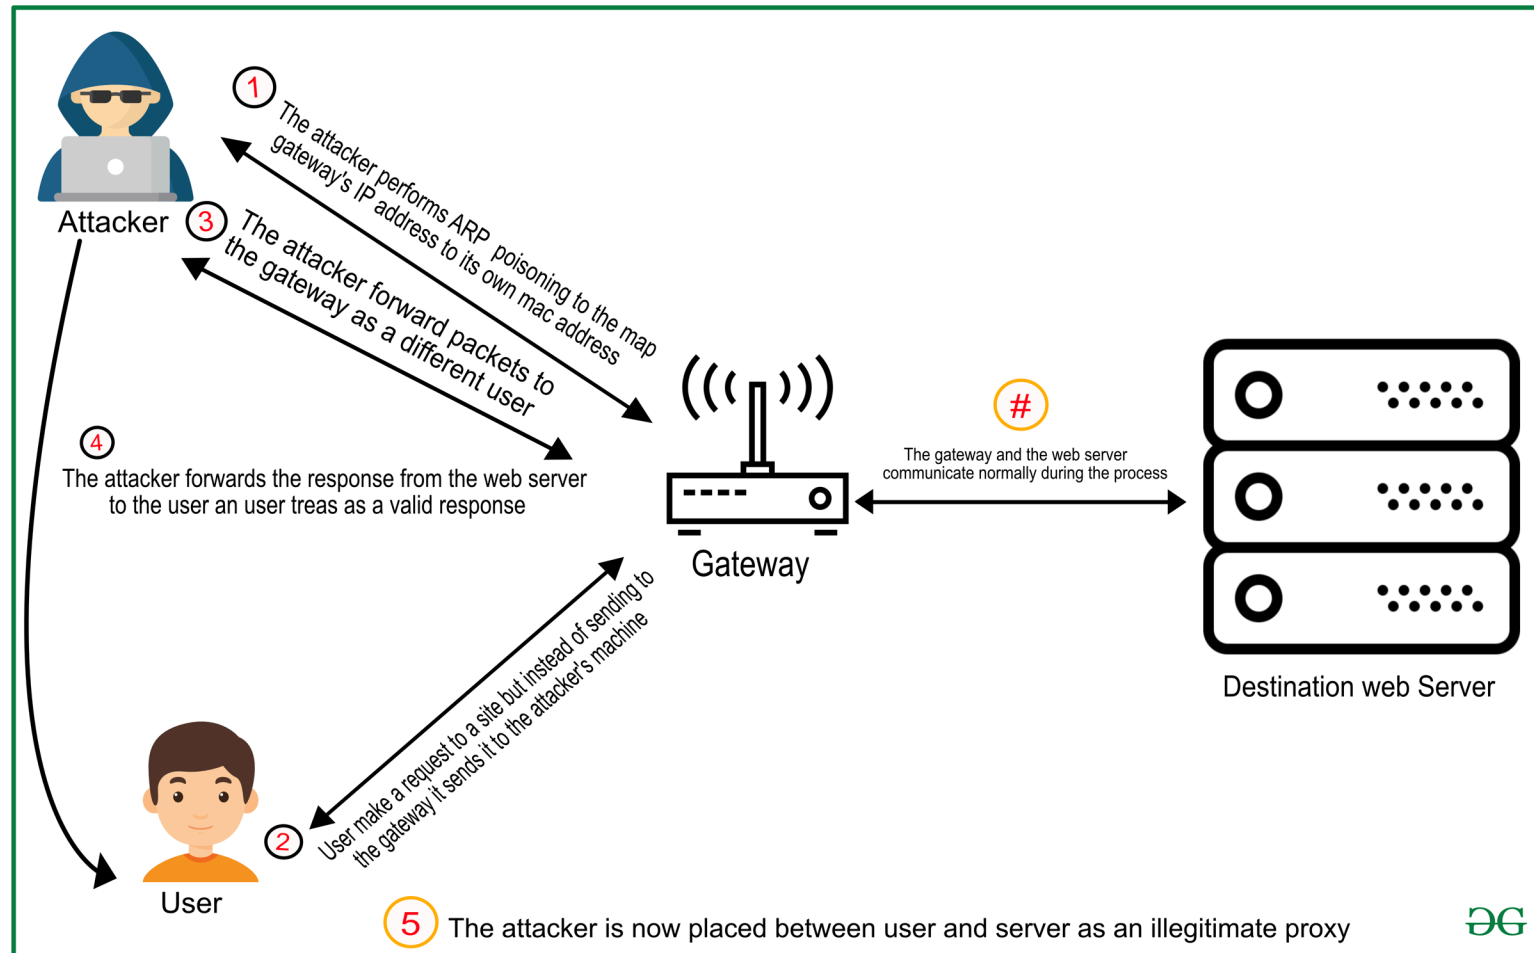 1
The attacker performs ARP poisoning to the map
gateway's IP address to its own mac address
Attacker
3
The attacker forward packets to
the gateway as a different user
4
The attacker forwards the response from the web server
to the user an user treas as a valid response
#
The gateway and the web server
communicate normally during the process
Gateway
Destination web Server
2
User make a request to a site but instead of sending to
the gateway it sends it to the attacker's machine
User
5
The attacker is now placed between user and server as an illegitimate proxy